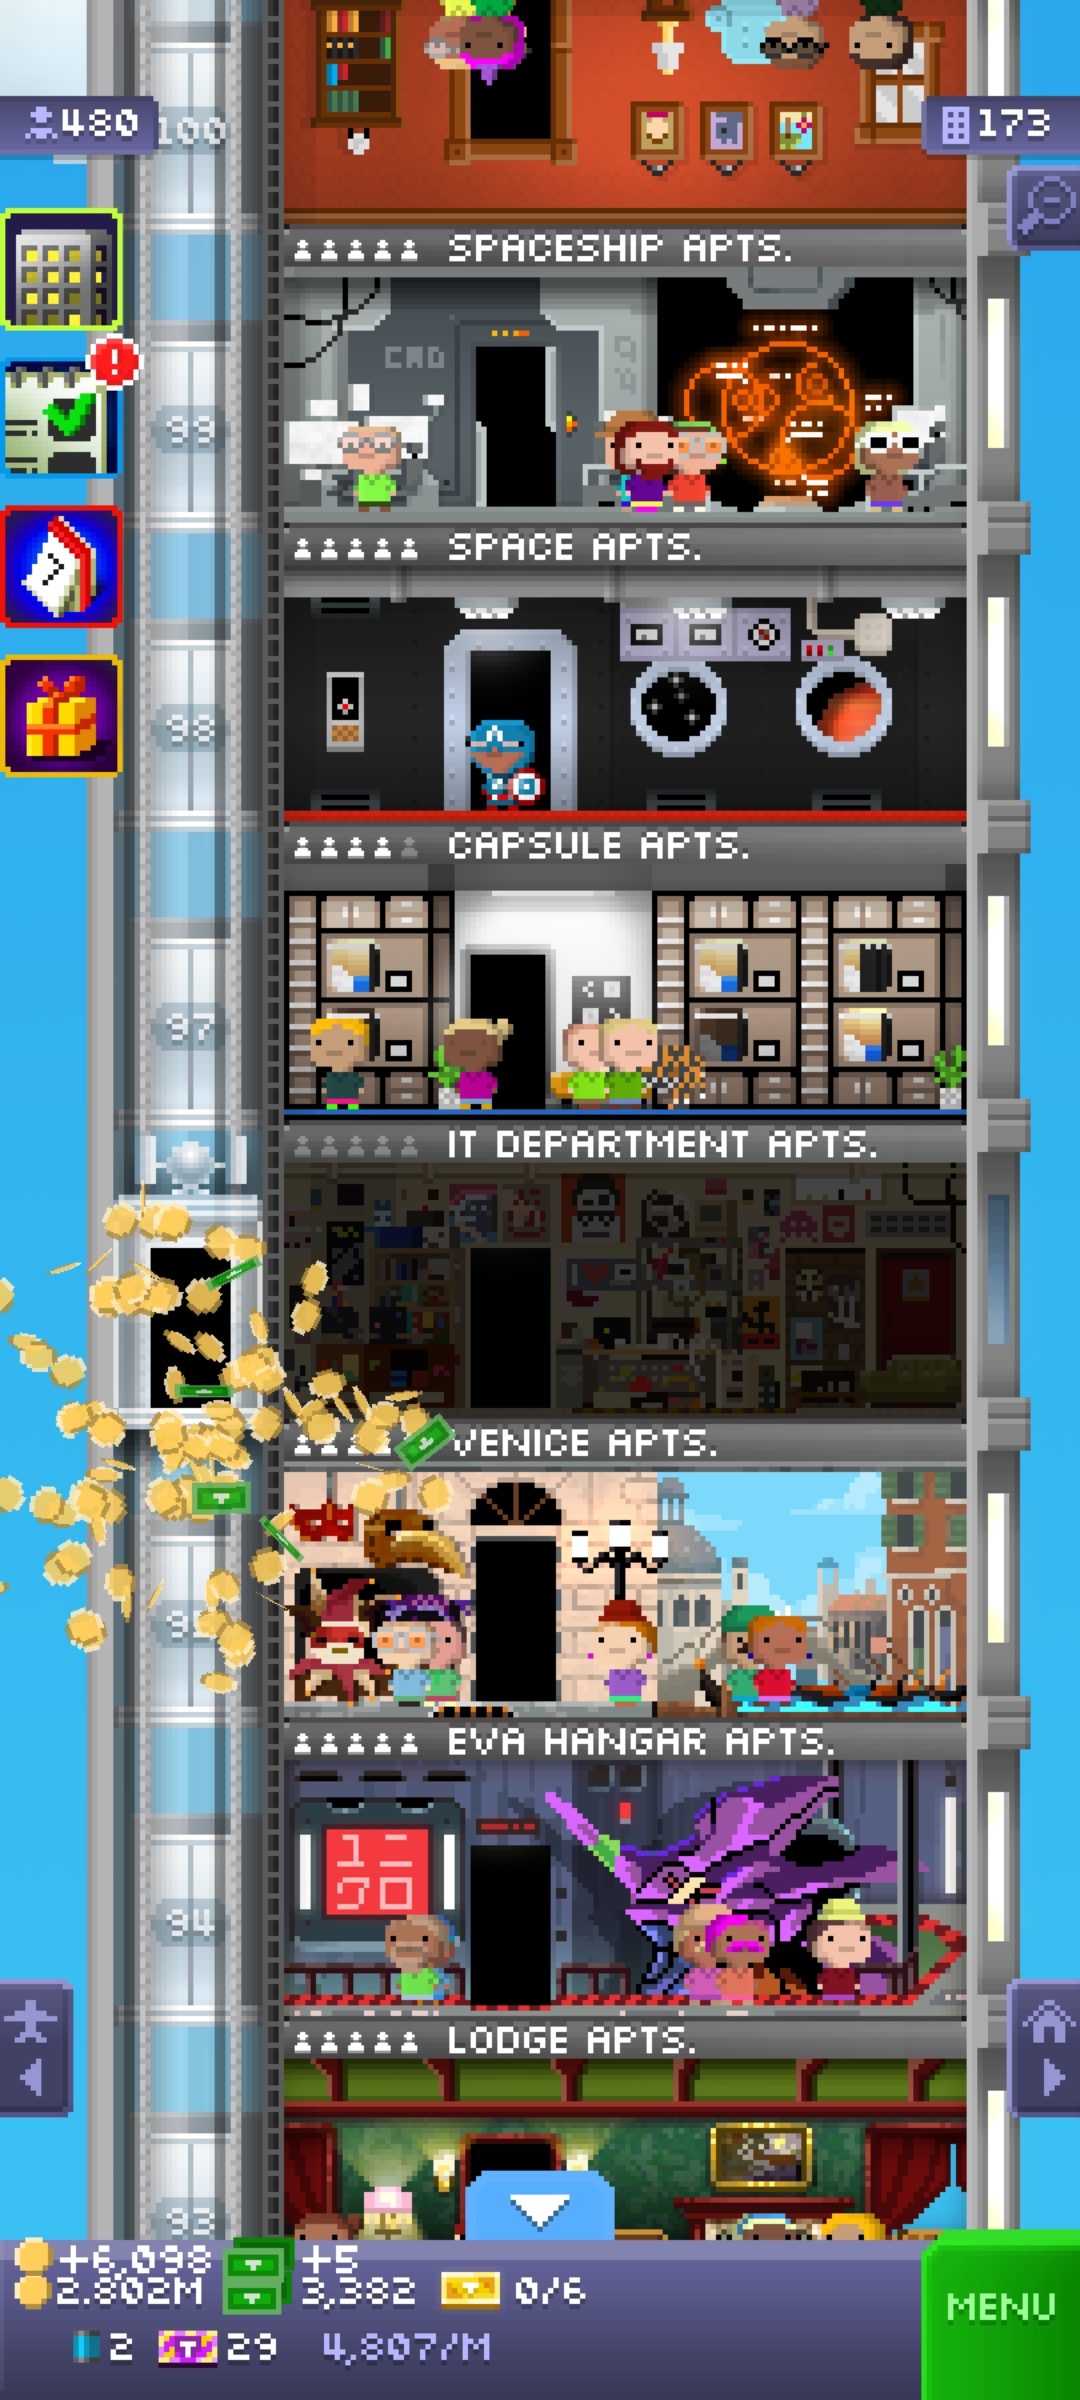 480
100
173
SPACESHIP APTS.
CAD
94
99
SPACE APTS.
98
CAPSULE APTS.
97
IT DEPARTMENT APTS.
VENICE APTS.
95
EVA HANGAR APTS.
94
LODGE APTS.
93
+6,098 +5
2.802M 3,382 0/6
2 29 4,807/M
MENU